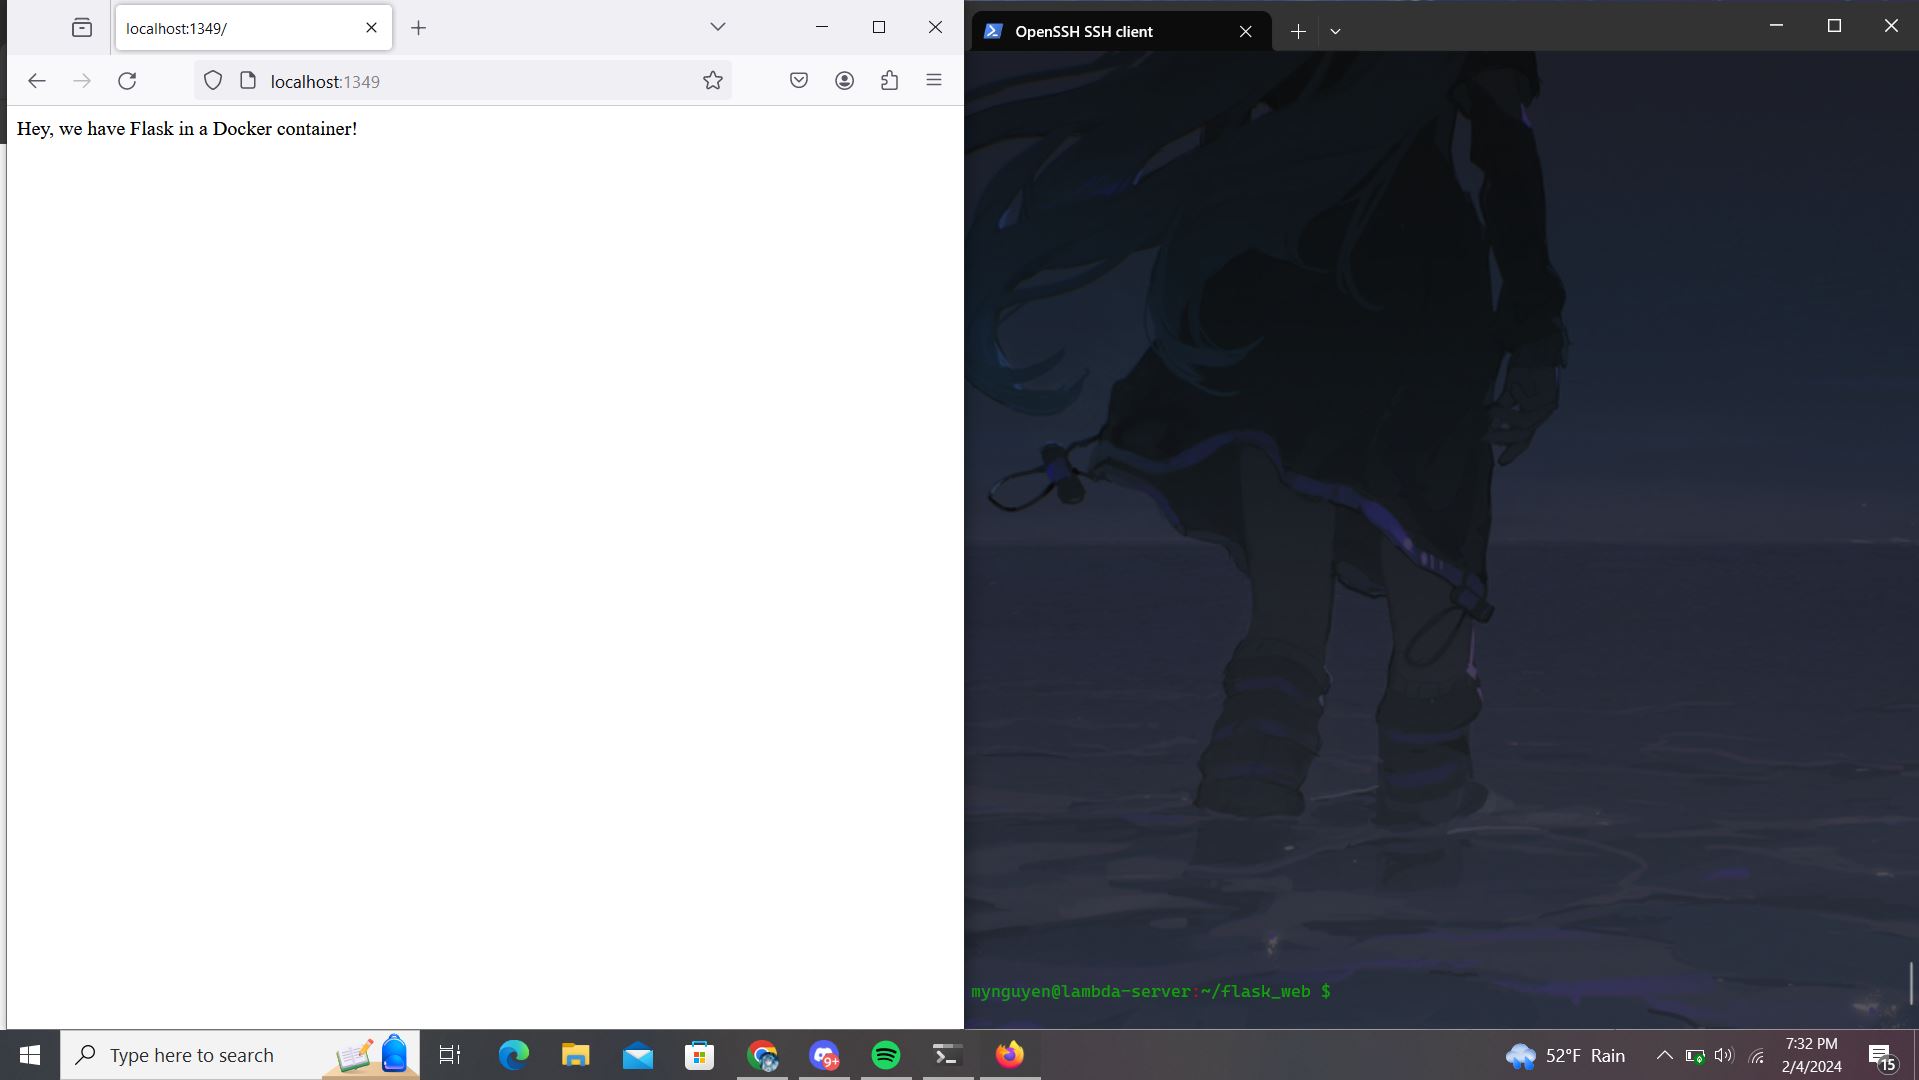 localhost:1349/
OpenSSH SSH client
localhost:1349
Hey, we have Flask in a Docker container!
mynguyen@lambda-server:~/flask_web $
Type here to search
9+
52°F Rain
7:32 PM
2/4/2024
15